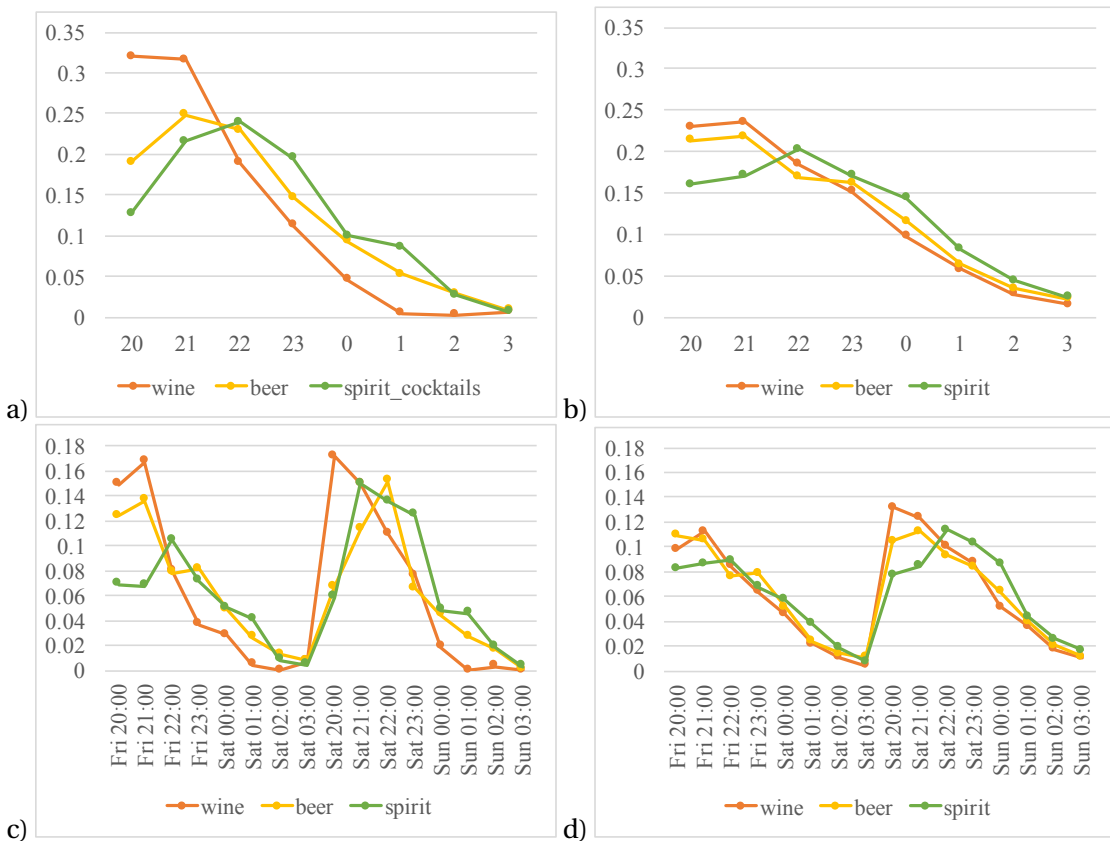 0.35
0.3
0.25
0.2
0.15
0.1
0.05
0
20 21 22 23 0 1 2 3
wine beer spirit_cocktails
a)
0.35
0.3
0.25
0.2
0.15
0.1
0.05
0
20 21 22 23 0 1 2 3
wine beer spirit
b)
0.18
0.16
0.14
0.12
0.1
0.08
0.06
0.04
0.02
0
Fri 20:00
Fri 21:00
Fri 22:00
Fri 23:00
Sat 00:00
Sat 01:00
Sat 02:00
Sat 03:00
Sat 20:00
Sat 21:00
Sat 22:00
Sat 23:00
Sun 00:00
Sun 01:00
Sun 02:00
Sun 03:00
wine beer spirit
c)
0.18
0.16
0.14
0.12
0.1
0.08
0.06
0.04
0.02
0
Fri 20:00
Fri 21:00
Fri 22:00
Fri 23:00
Sat 00:00
Sat 01:00
Sat 02:00
Sat 03:00
Sat 20:00
Sat 21:00
Sat 22:00
Sat 23:00
Sun 00:00
Sun 01:00
Sun 02:00
Sun 03:00
wine beer spirit
d)